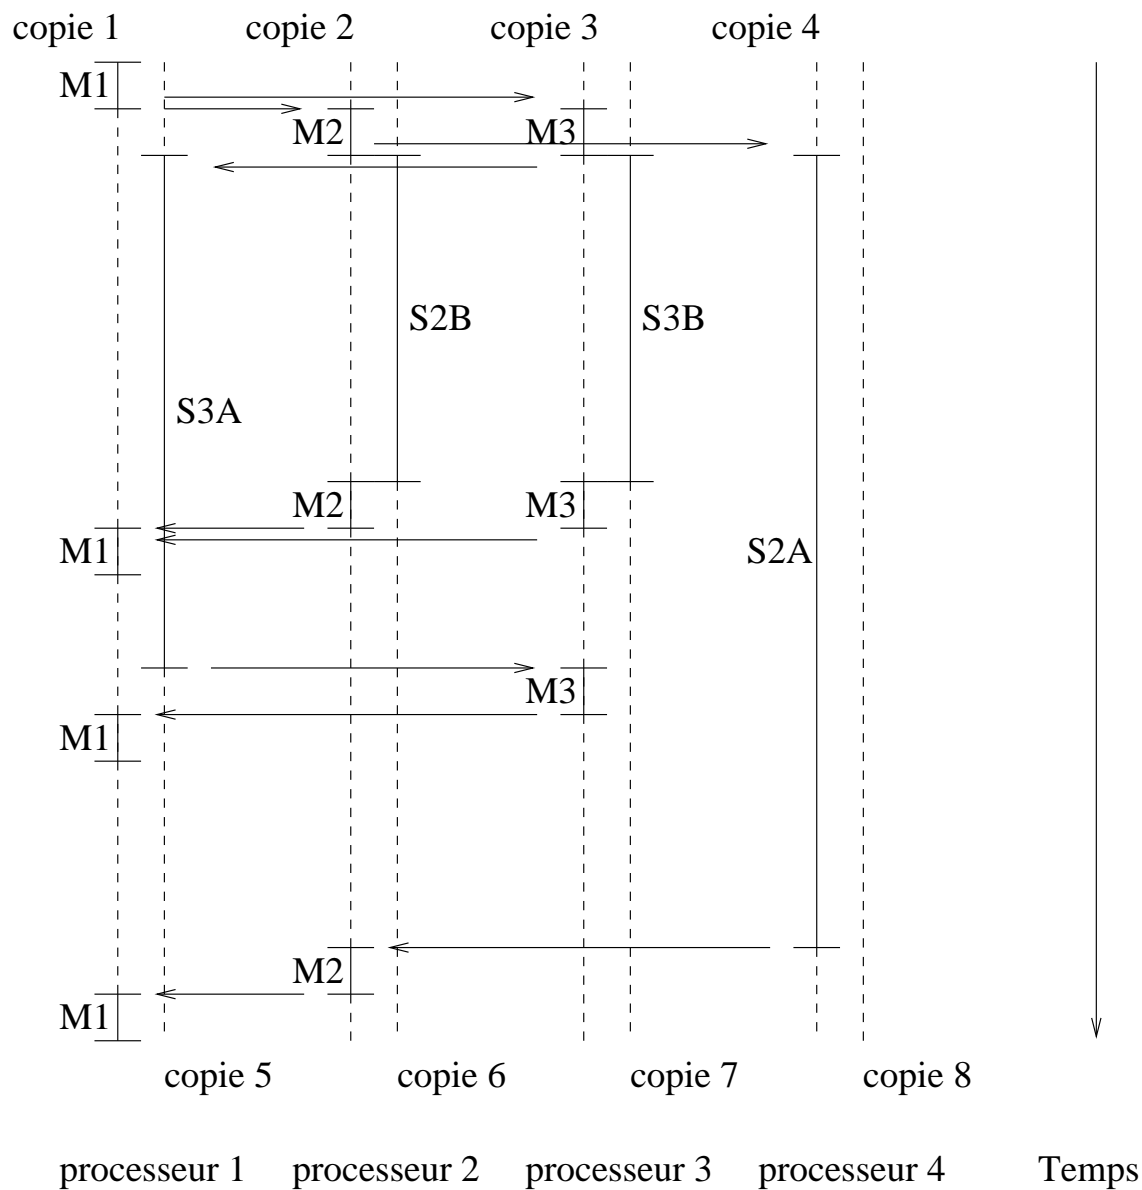 copie 1 copie 2 copie 3 copie 4
M1
M2 M3
S2B S3B
S3A
M2 M3
M1 S2A
M3
M1
M2
M1
copie 5 copie 6 copie 7 copie 8
processeur 1 processeur 2 processeur 3 processeur 4 Temps